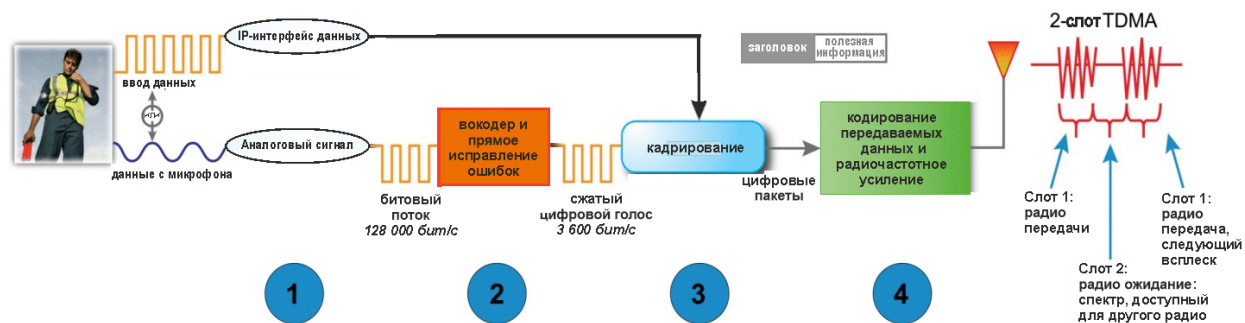 IP-интерфейс данных
ввод данных
или
Аналоговый сигнал
данные с микрофона
битовый
поток
128 000 бит/с
вокодер и
прямое
исправление
ошибок
сжатый
цифровой голос
3 600 бит/с
заголовок
полезная
информация
кадрирование
цифровые
пакеты
кодирование
передаваемых
данных и
радиочастотное
усиление
2-слот TDMA
Слот 1:
радио
передачи
Слот 2:
радио ожидание:
спектр, доступный
для другого радио
Слот 1:
радио
передача,
следующий
всплеск
1
2
3
4